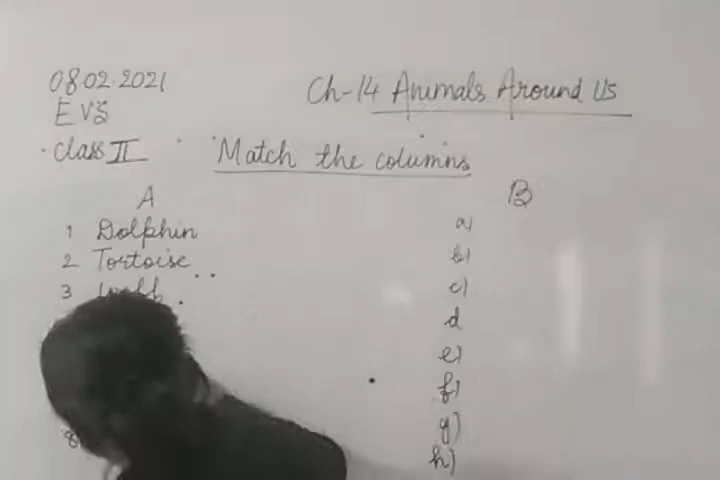 08.02.2021
Ch-14 Animals Around Us
EVS
Class II
Match the columns
A
B
1 Dolphin
a)
2 Tortoise
b)
3
c)
d
e)
f)
g)
8
h)